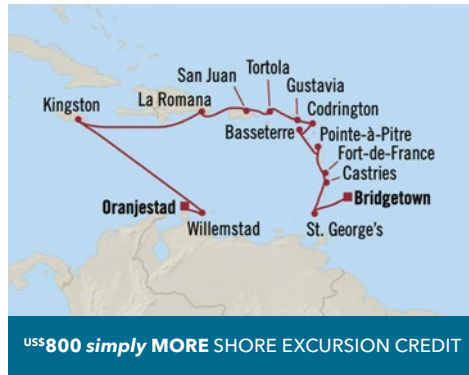 San Juan
Tortola
Gustavia
Kingston
La Romana
Codrington
Basseterre
Pointe-à-Pitre
Fort-de-France
Castries
Oranjestad
Bridgetown
Willemstad
St. George's
US$800 simply MORE SHORE EXCURSION CREDIT